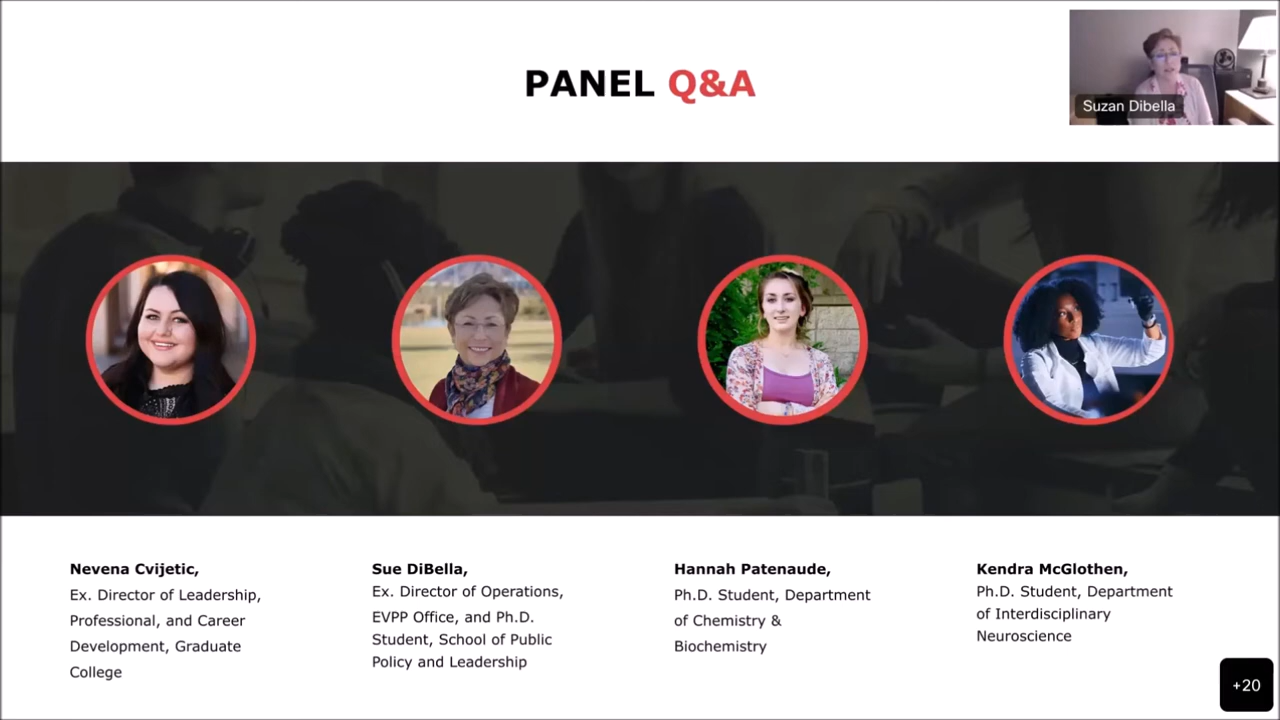 PANEL Q&A
Suzan Dibella
Nevena Cvijetic,
Ex. Director of Leadership,
Professional, and Career
Development, Graduate
College
Sue DiBella,
Ex. Director of Operations,
EVPP Office, and Ph.D.
Student, School of Public
Policy and Leadership
Hannah Patenaude,
Ph.D. Student, Department
of Chemistry &
Biochemistry
Kendra McGlothen,
Ph.D. Student, Department
of Interdisciplinary
Neuroscience
+20